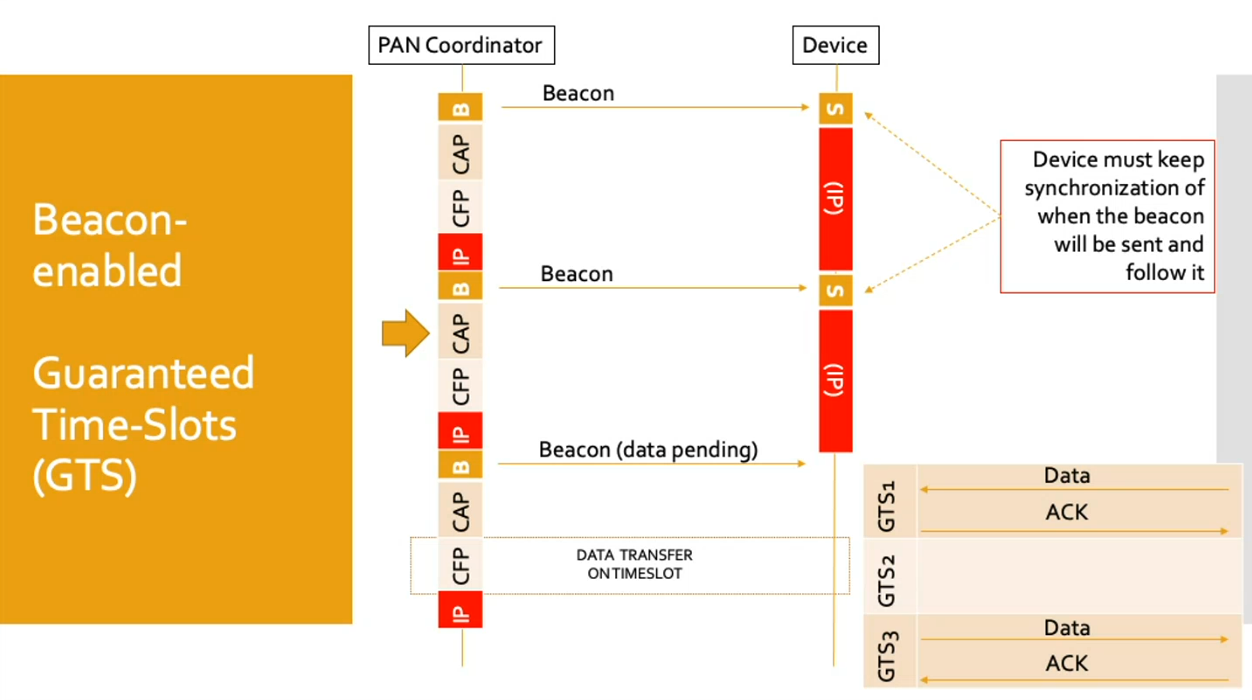 Beacon-
enabled
Guaranteed
Time-Slots
(GTS)
PAN Coordinator
Device
B
CAP
CFP
IP
B
CAP
CFP
IP
B
CAP
CFP
IP
Beacon
Beacon
Beacon (data pending)
DATA TRANSFER
ON TIMESLOT
S
(IP)
S
(IP)
Device must keep
synchronization of
when the beacon
will be sent and
follow it
GTS1
Data
ACK
GTS2
GTS3
Data
ACK